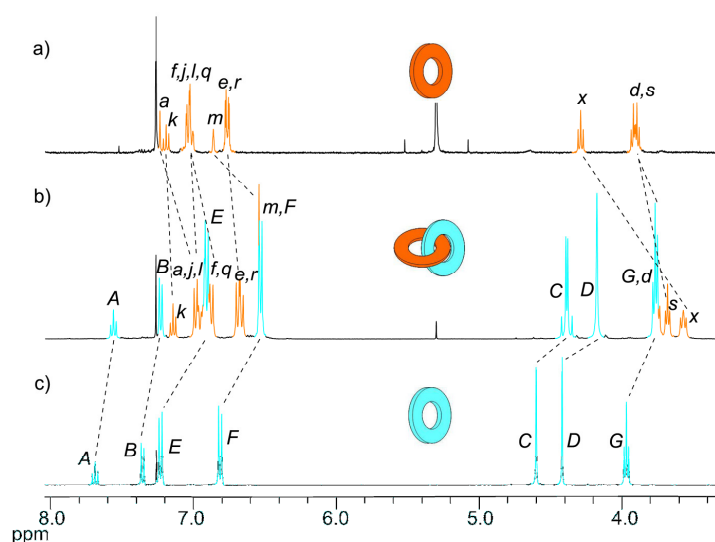 a)
f,j,l,q
a
k
m
e,r
x
d,s
b)
A
B
k
a,j,l
E
f,q
e,r
m,F
C
D
G,d
s
x
c)
A
B
E
F
C
D
G
8.0 7.0 6.0 5.0 4.0
ppm